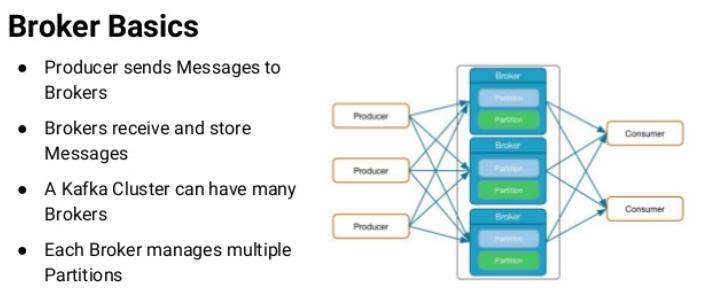 Broker Basics
● Producer sends Messages to
Brokers
● Brokers receive and store
Messages
● A Kafka Cluster can have many
Brokers
● Each Broker manages multiple
Partitions
Producer
Producer
Producer
Broker
Partition
Partition
Broker
Partition
Partition
Broker
Partition
Partition
Consumer
Consumer